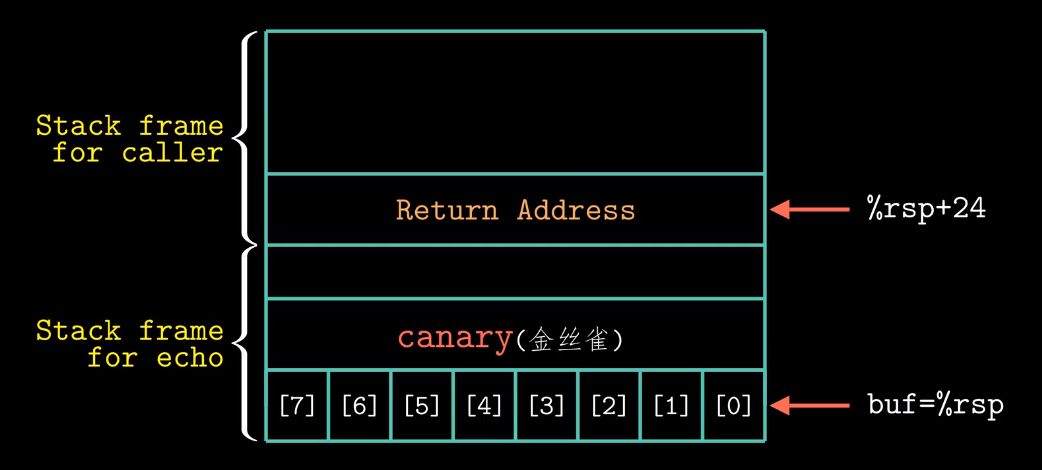 Stack frame
for caller
Return Address
%rsp+24
Stack frame
for echo
canary(金丝雀)
[7] [6] [5] [4] [3] [2] [1] [0]
buf=%rsp